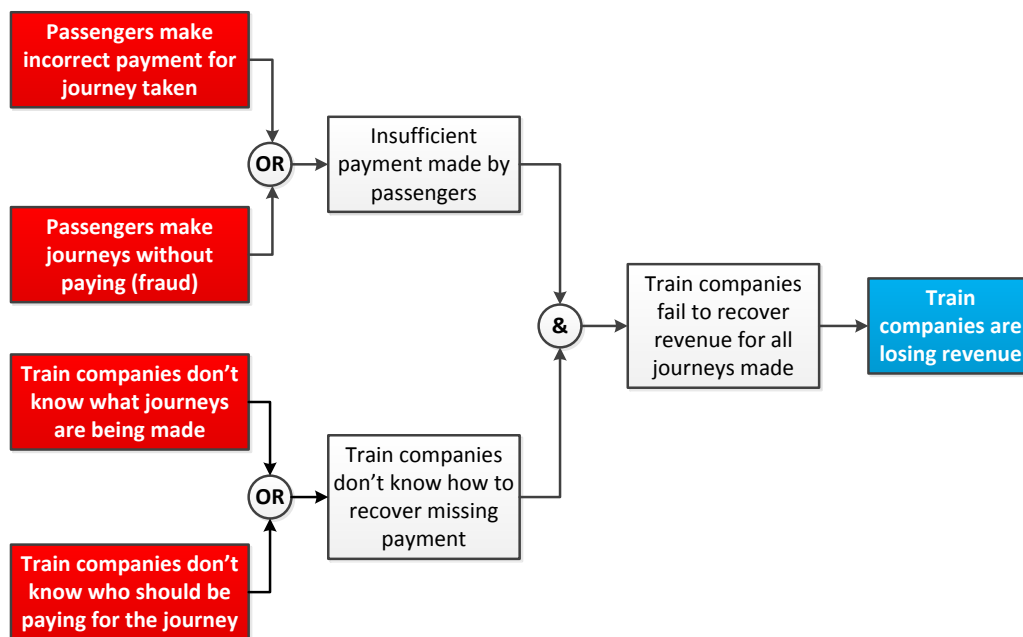 Passengers make
incorrect payment for
journey taken
OR
Insufficient
payment made by
passengers
Passengers make
journeys without
paying (fraud)
&
Train companies
fail to recover
revenue for all
journeys made
Train
companies are
losing revenue
Train companies don't
know what journeys
are being made
OR
Train companies
don't know how to
recover missing
payment
Train companies don't
know who should be
paying for the journey